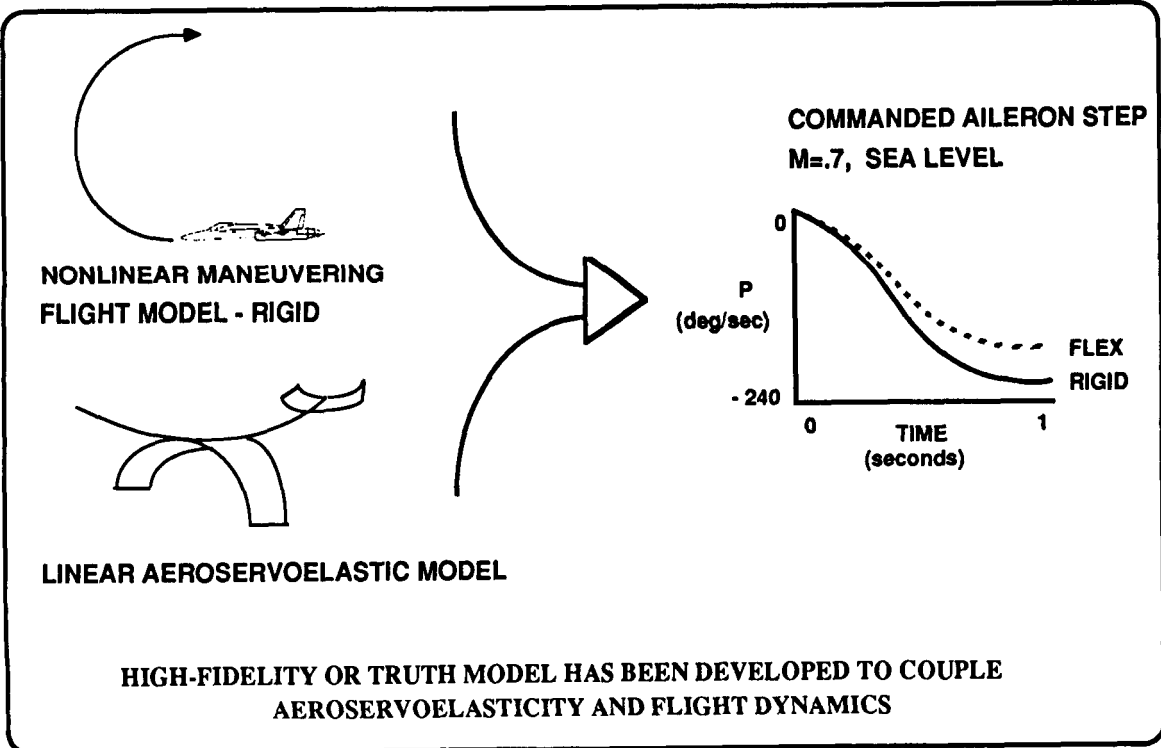 NONLINEAR MANEUVERING
FLIGHT MODEL - RIGID
LINEAR AEROSERVOELASTIC MODEL
COMMANDED AILERON STEP
M=.7, SEA LEVEL
0
P
(deg/sec)
- 240
FLEX
RIGID
0
1
TIME
(seconds)
HIGH-FIDELITY OR TRUTH MODEL HAS BEEN DEVELOPED TO COUPLE
AEROSERVOELASTICITY AND FLIGHT DYNAMICS